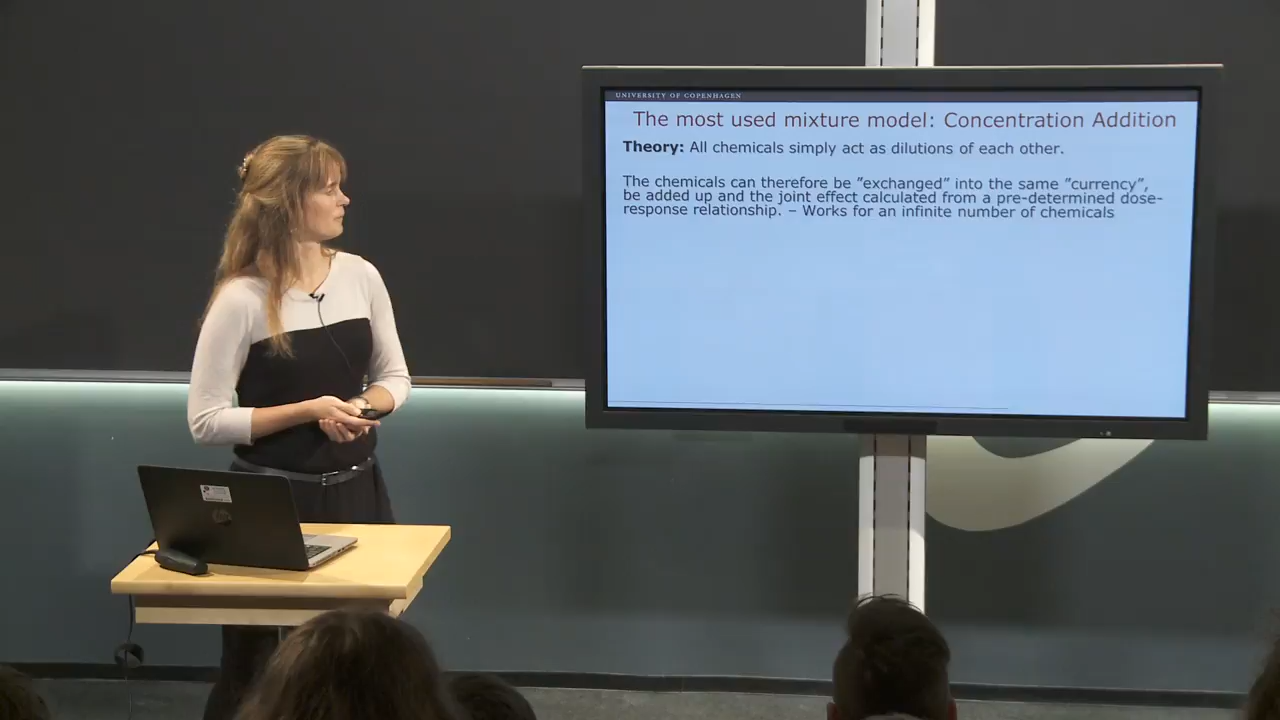 UNIVERSITY OF COPENHAGEN
The most used mixture model: Concentration Addition
Theory: All chemicals simply act as dilutions of each other.
The chemicals can therefore be ”exchanged” into the same ”currency”,
be added up and the joint effect calculated from a pre-determined dose-
response relationship. – Works for an infinite number of chemicals
hp